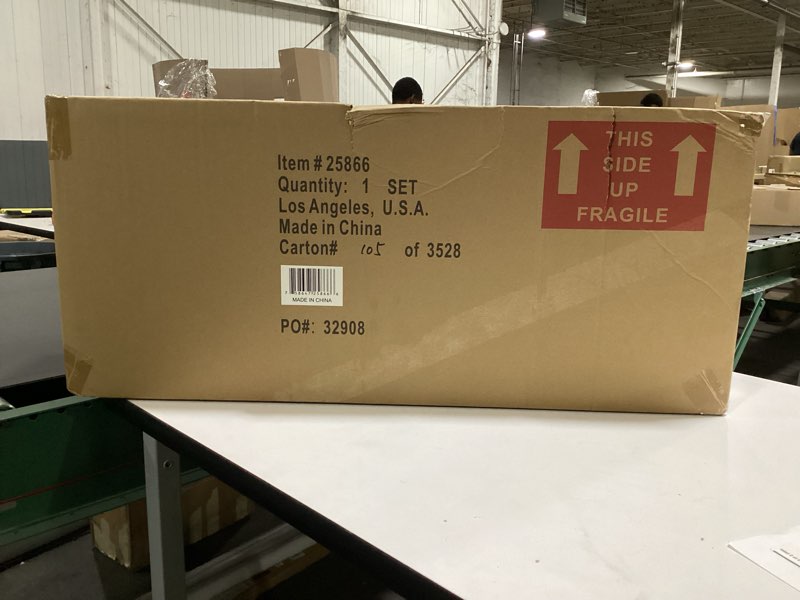 Item # 25866
Quantity: 1 SET
Los Angeles, U.S.A.
Made in China
Carton# 105 of 3528
MADE IN CHINA
PO#: 32908
THIS
SIDE
UP
FRAGILE